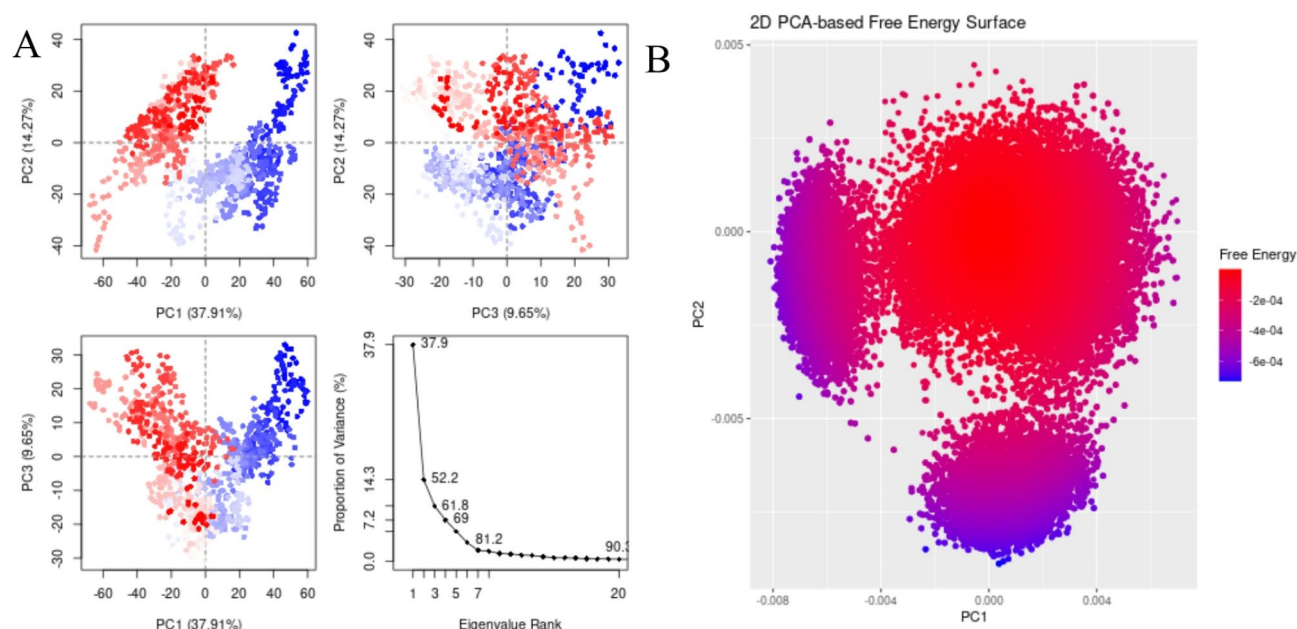 A
PC2 (14.27%)
40
20
0
20
40
-60 -40 -20 0 20 40 60
PC1 (37.91%)
PC2 (14.27%)
40
20
0
20
40
-30 -20 -10 0 10 20 30
PC3 (9.65%)
PC3 (9.65%)
30
20
10
0
-10
-20
-30
-60 -40 -20 0 20 40 60
PC1 (37.91%)
Proportion of Variance (%)
37.9
14.3
7.2
0.0
37.9
52.2
61.8
69
81.2
90.3
1 3 5 7 20
Eigenvalue Rank
B
2D PCA-based Free Energy Surface
PC2
0.005
0.000
-0.005
-0.008 -0.004 0.000 0.004
PC1
Free Energy
-2e-04
-4e-04
-6e-04